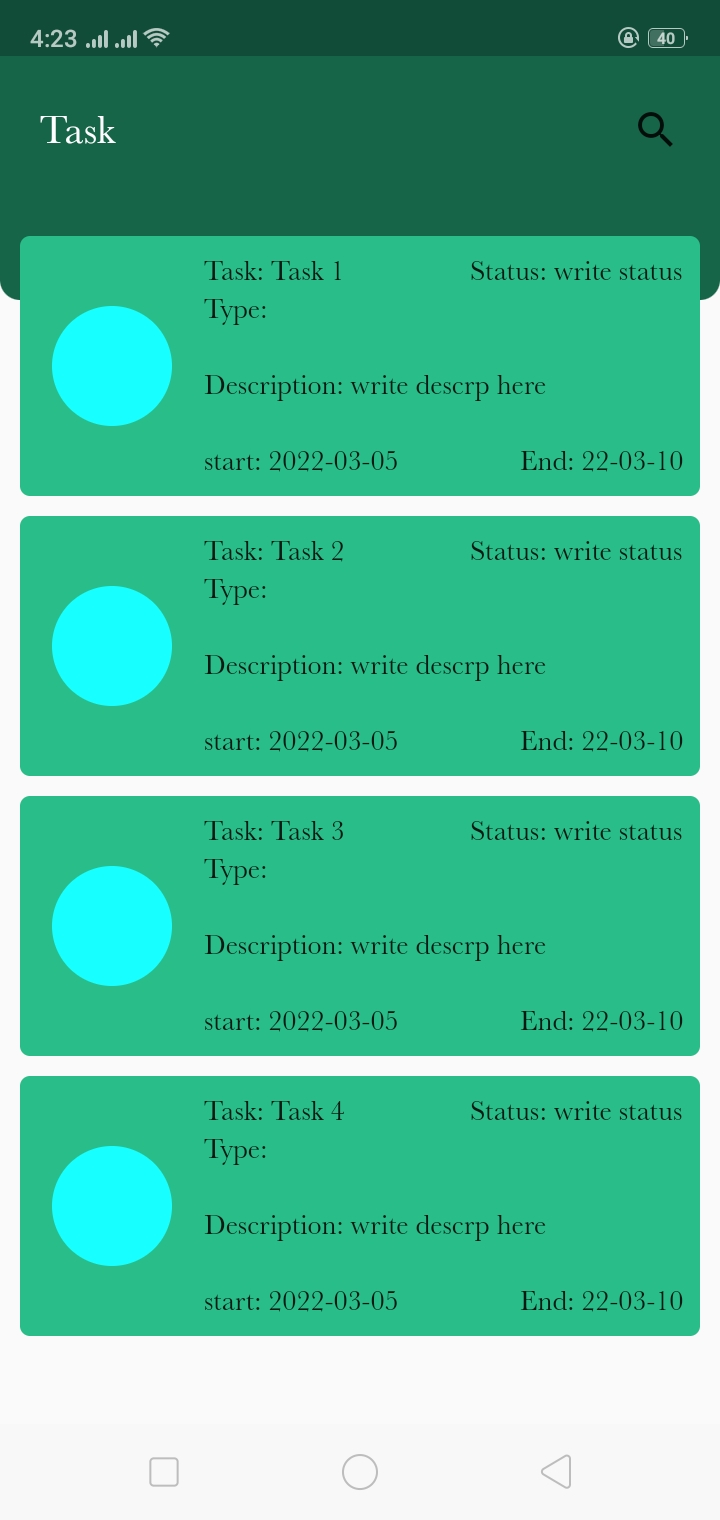 4:23 40
Task
Task: Task 1 Status: write status
Type:
Description: write descrp here
start: 2022-03-05 End: 22-03-10
Task: Task 2 Status: write status
Type:
Description: write descrp here
start: 2022-03-05 End: 22-03-10
Task: Task 3 Status: write status
Type:
Description: write descrp here
start: 2022-03-05 End: 22-03-10
Task: Task 4 Status: write status
Type:
Description: write descrp here
start: 2022-03-05 End: 22-03-10